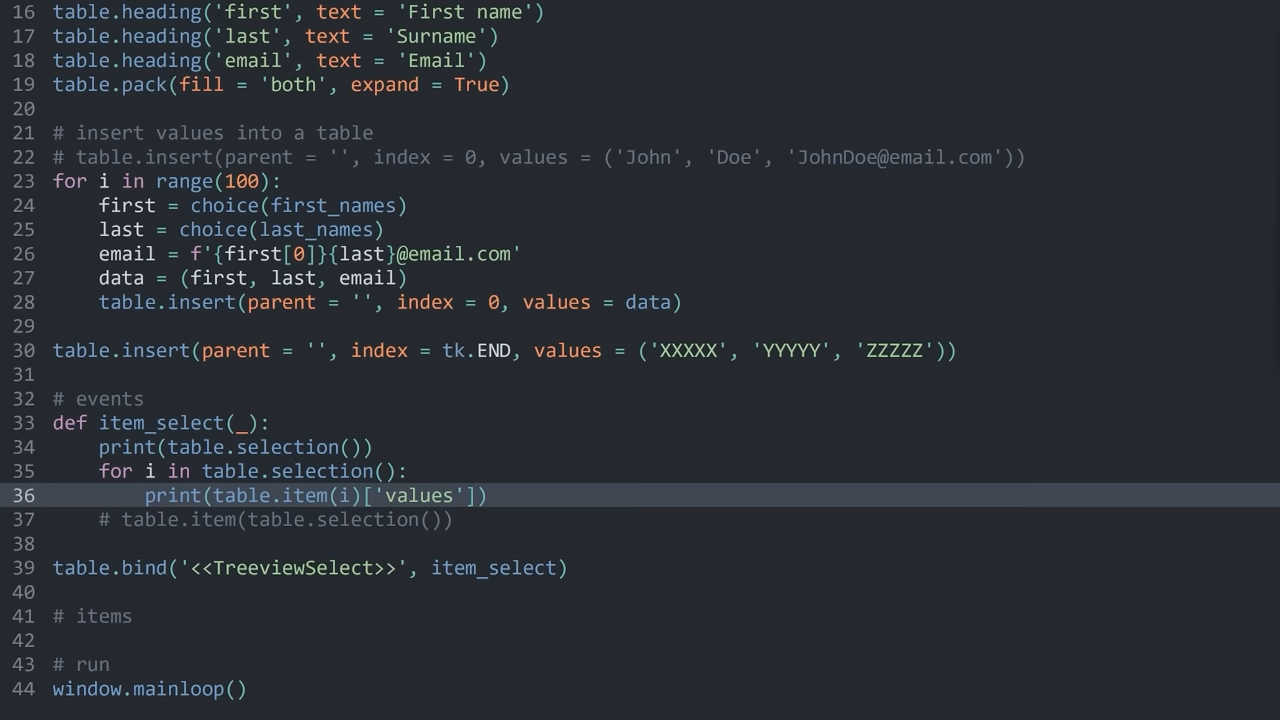 16 table.heading('first', text = 'First name')
17 table.heading('last', text = 'Surname')
18 table.heading('email', text = 'Email')
19 table.pack(fill = 'both', expand = True)
20
21 # insert values into a table
22 # table.insert(parent = '', index = 0, values = ('John', 'Doe', 'JohnDoe@email.com'))
23 for i in range(100):
24     first = choice(first_names)
25     last = choice(last_names)
26     email = f'{first[0]}{last}@email.com'
27     data = (first, last, email)
28     table.insert(parent = '', index = 0, values = data)
29
30 table.insert(parent = '', index = tk.END, values = ('XXXXX', 'YYYYY', 'ZZZZZ'))
31
32 # events
33 def item_select(_):
34     print(table.selection())
35     for i in table.selection():
36         print(table.item(i)['values'])
37     # table.item(table.selection())
38
39 table.bind('<<TreeviewSelect>>', item_select)
40
41 # items
42
43 # run
44 window.mainloop()